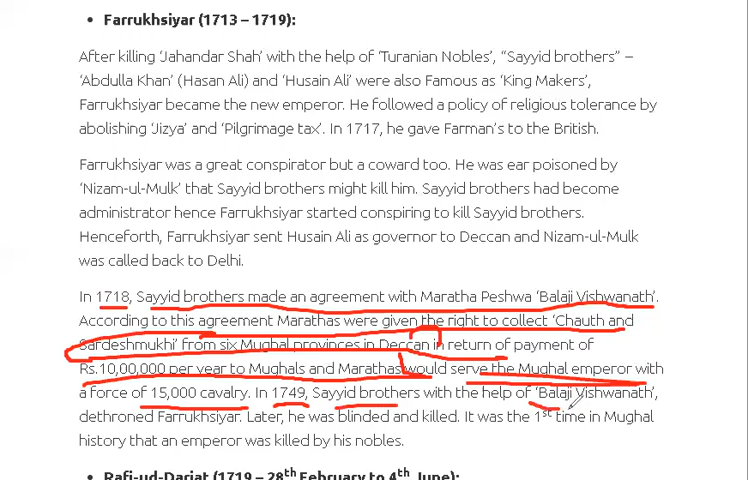 • Farrukhsiyar (1713 – 1719):
After killing 'Jahandar Shah' with the help of 'Turanian Nobles', "Sayyid brothers" –
'Abdulla Khan' (Hasan Ali) and 'Husain Ali' were also Famous as 'King Makers',
Farrukhsiyar became the new emperor. He followed a policy of religious tolerance by
abolishing 'Jizya' and 'Pilgrimage tax'. In 1717, he gave Farman's to the British.
Farrukhsiyar was a great conspirator but a coward too. He was ear poisoned by
'Nizam-ul-Mulk' that Sayyid brothers might kill him. Sayyid brothers had become
administrator hence Farrukhsiyar started conspiring to kill Sayyid brothers.
Henceforth, Farrukhsiyar sent Husain Ali as governor to Deccan and Nizam-ul-Mulk
was called back to Delhi.
In 1718, Sayyid brothers made an agreement with Maratha Peshwa 'Balaji Vishwanath'.
According to this agreement Marathas were given the right to collect 'Chauth and
Sardeshmukhi' from six Mughal provinces in Deccan in return of payment of
Rs.10,00,000 per year to Mughals and Marathas would serve the Mughal emperor with
a force of 15,000 cavalry. In 1749, Sayyid brothers with the help of 'Balaji Vishwanath',
dethroned Farrukhsiyar. Later, he was blinded and killed. It was the 1st time in Mughal
history that an emperor was killed by his nobles.
• Rafi-ud-Darjat (1719 – 28th February to 4th June):